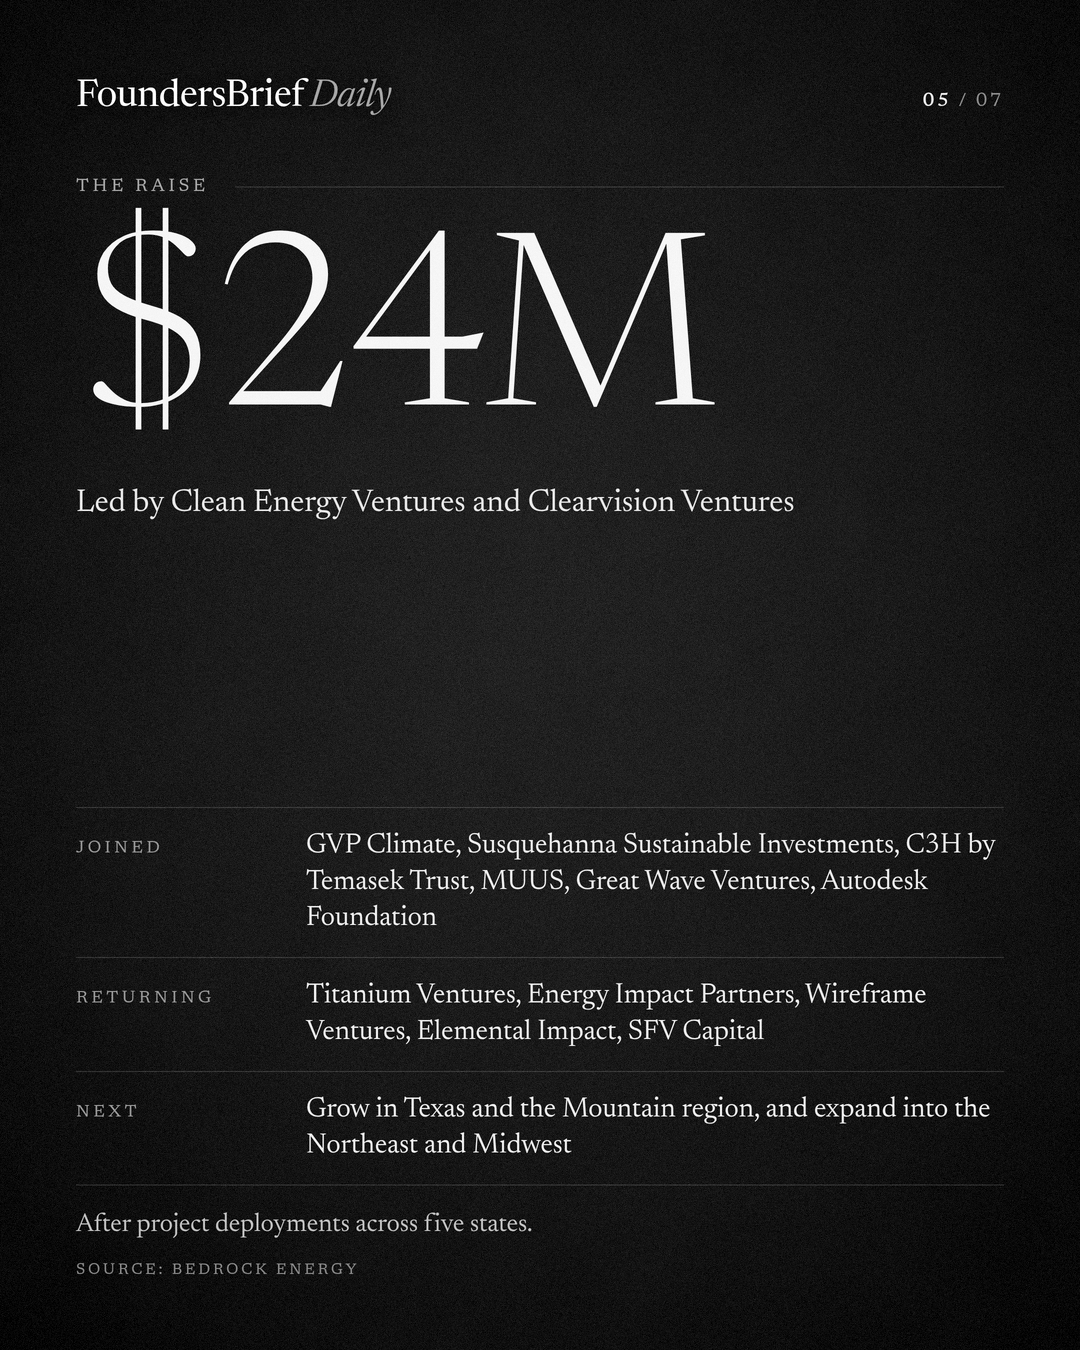 FoundersBrief Daily
05 / 07
THE RAISE
$24M
Led by Clean Energy Ventures and Clearvision Ventures
JOINED
GVP Climate, Susquehanna Sustainable Investments, C3H by
Temasek Trust, MUUS, Great Wave Ventures, Autodesk
Foundation
RETURNING
Titanium Ventures, Energy Impact Partners, Wireframe
Ventures, Elemental Impact, SFV Capital
NEXT
Grow in Texas and the Mountain region, and expand into the
Northeast and Midwest
After project deployments across five states.
SOURCE: BEDROCK ENERGY